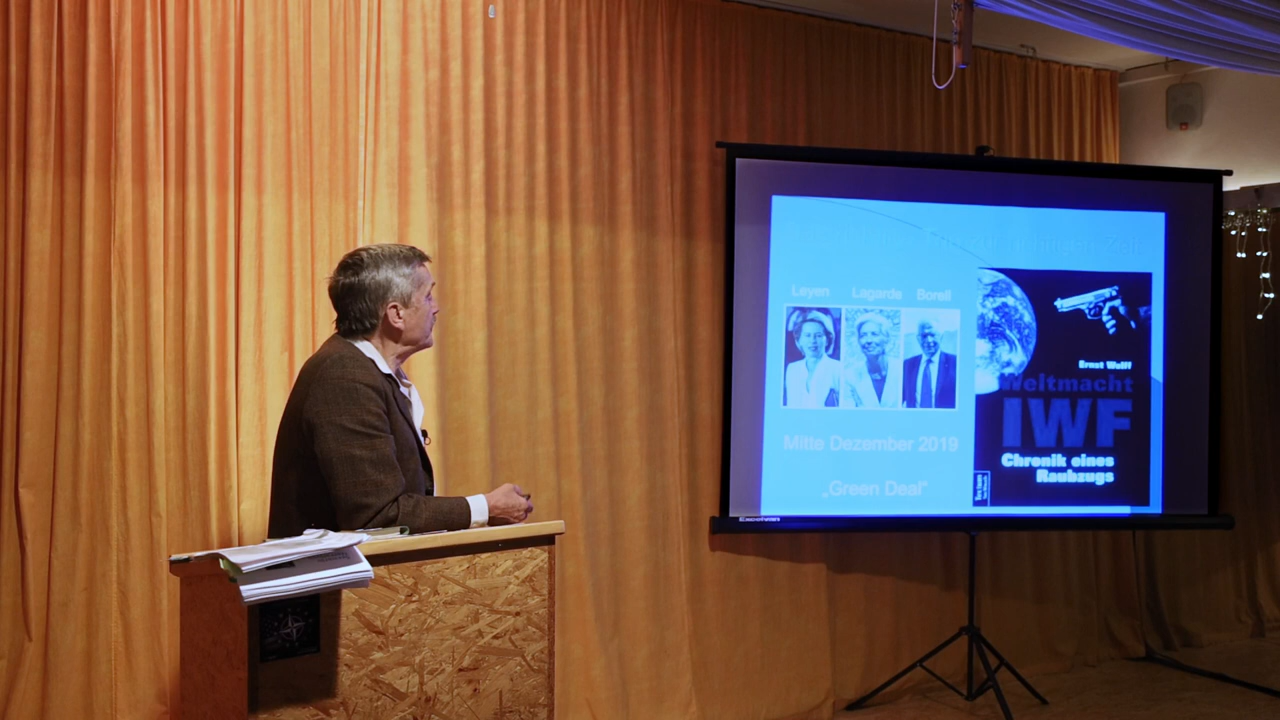 Leyen Lagarde Borell
Mitte Dezember 2019
„Green Deal“
Ernst Wolff
Weltmacht
IWF
Chronik eines
Raubzugs